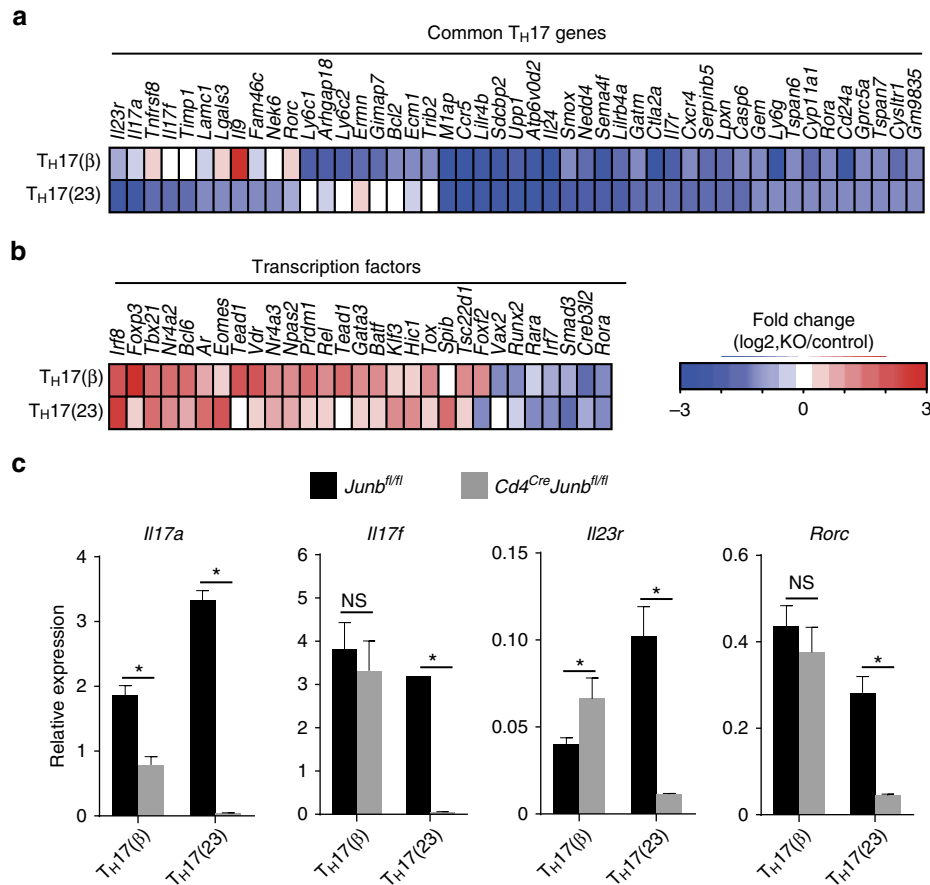 a
Common TH17 genes
Il23r Il17a Tnfrsf8 Il17f Timp1 Lamc1 Lgals3 Il9 Fam46c Nek6 Rorc Ly6c1 Arhgap18 Ly6c2 Ermn Gimap7 Bcl2 Ecm1 Trib2 M1ap Ccr5 Lilr4b Sdcbp2 Upp1 Atp6v0d2 Il24 Smox Nedd4 Sema4f Lilrb4a Gatm Ctla2a Il7r Cxcr4 Serpinb5 Lpxn Casp6 Gem Ly6g Tspan6 Cyp11a1 Rora Cd24a Gprc5a Tspan7 Cysltr1 Gm9835
TH17(β)
TH17(23)
b
Transcription factors
Irf8 Foxp3 Tbx21 Nr4a2 Bcl6 Ar Eomes Tead1 Vdr Nr4a3 Npas2 Prdm1 Rel Tead1 Gata3 Batf Klf3 Hic1 Tox Spib Tsc22d1 Foxf2 Vax2 Runx2 Rara Irf7 Smad3 Creb3l2 Rora
TH17(β)
TH17(23)
Fold change
(log2,KO/control)
−3 0 3
c
Junbfl/fl Cd4CreJunbfl/fl
Il17a Il17f Il23r Rorc
Relative expression
4
3
2
1
0
* *
TH17(β) TH17(23)
6
5
4
3
2
1
0
NS *
TH17(β) TH17(23)
0.15
0.10
0.05
0
* *
TH17(β) TH17(23)
0.6
0.4
0.2
0
NS *
TH17(β) TH17(23)